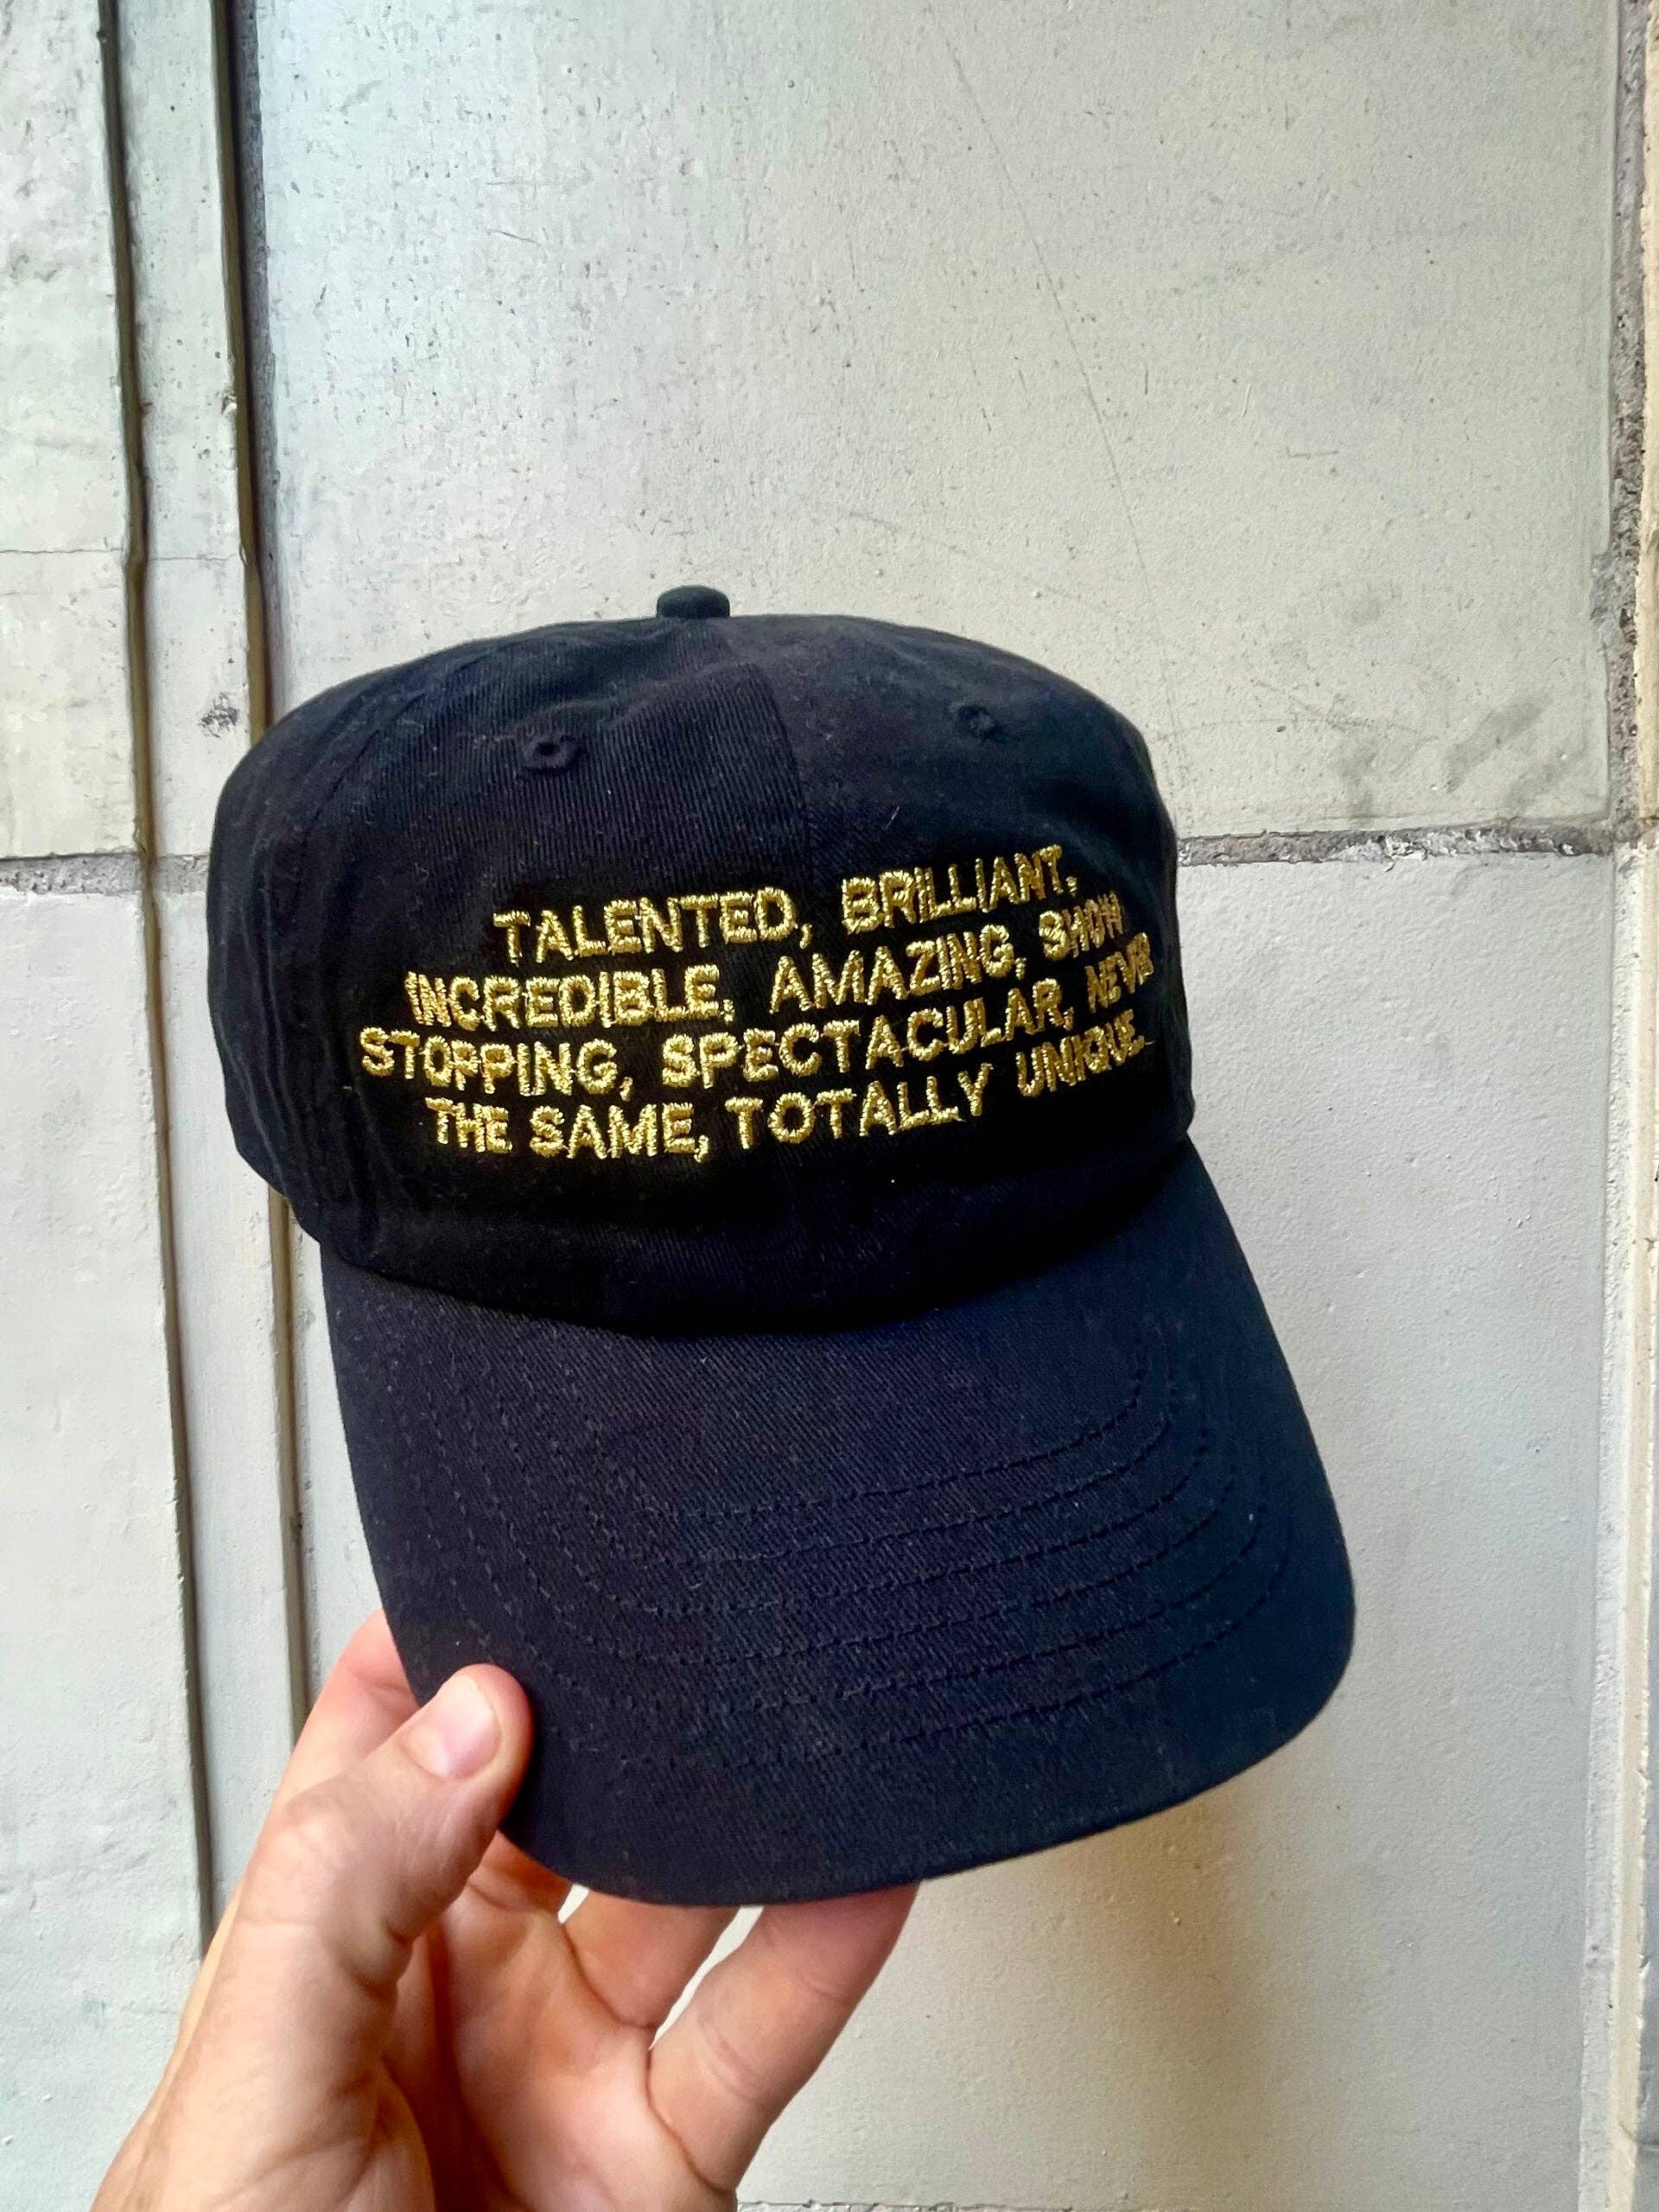 TALENTED, BRILLIANT,
INCREDIBLE, AMAZING, SHOW
STOPPING, SPECTACULAR, NEVER
THE SAME, TOTALLY UNIQUE.